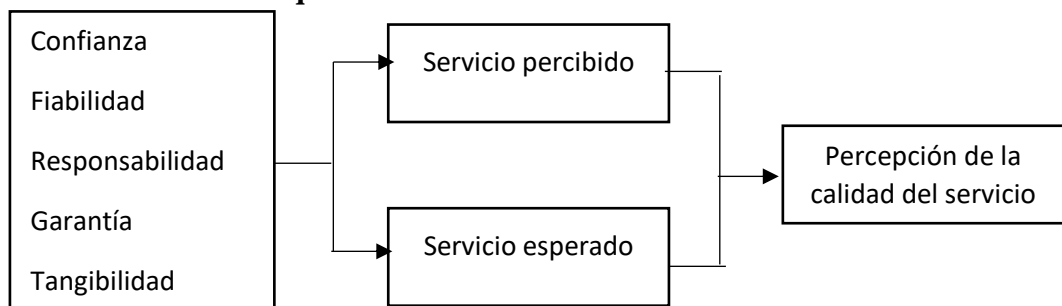 Confianza
Fiabilidad
Responsabilidad
Garantía
Tangibilidad
Servicio percibido
Servicio esperado
Percepción de la
calidad del servicio